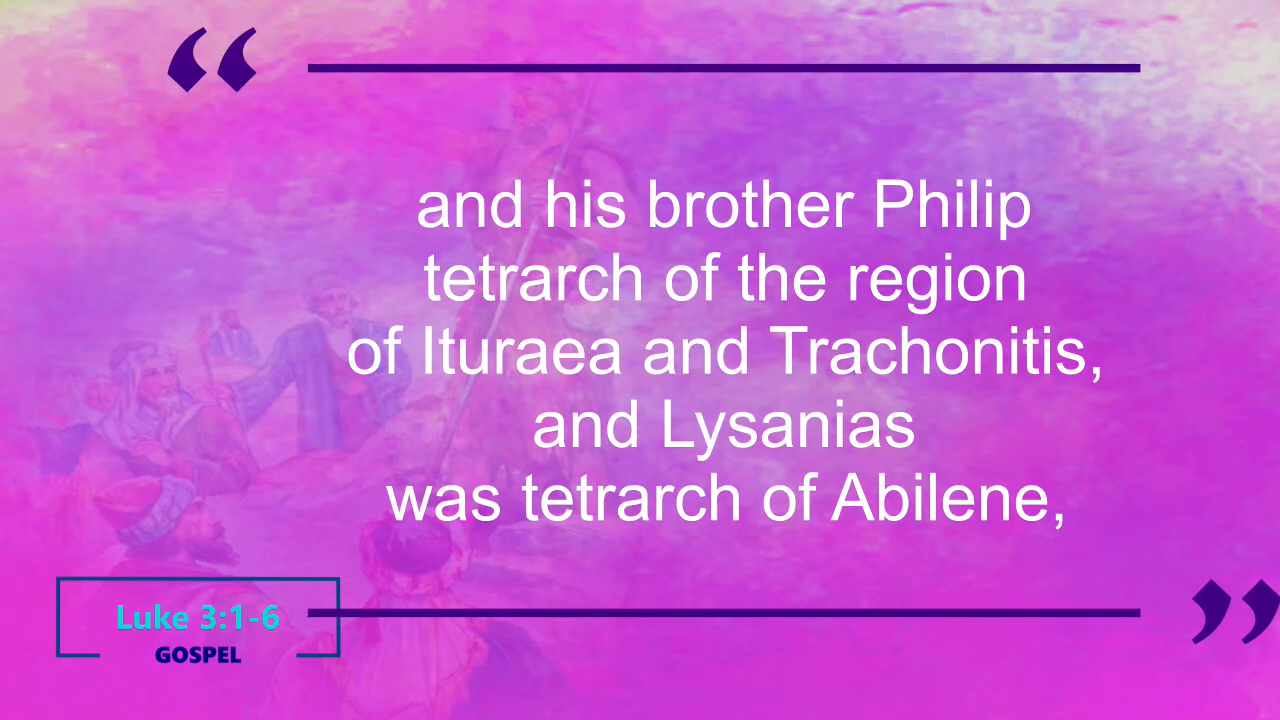 “
and his brother Philip
tetrarch of the region
of Ituraea and Trachonitis,
and Lysanias
was tetrarch of Abilene,
Luke 3:1-6
GOSPEL
”